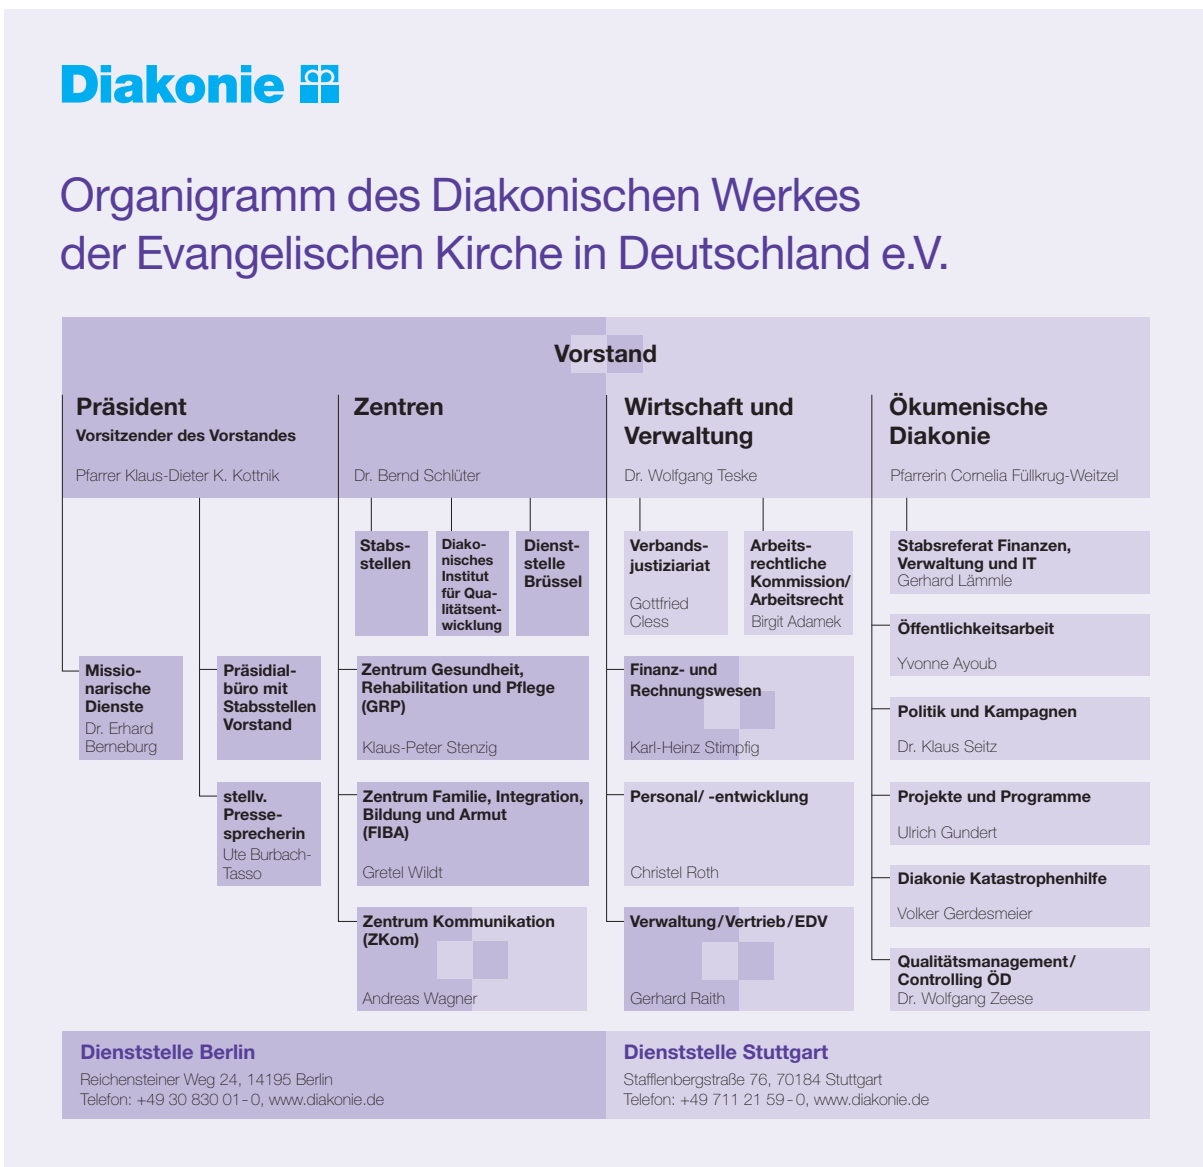 Diakonie
Organigramm des Diakonischen Werkes
der Evangelischen Kirche in Deutschland e.V.
Vorstand
Präsident
Vorsitzender des Vorstandes
Pfarrer Klaus-Dieter K. Kottnik
Zentren
Dr. Bernd Schlüter
Wirtschaft und
Verwaltung
Dr. Wolfgang Teske
Ökumenische
Diakonie
Pfarrerin Cornelia Füllkrug-Weitzel
Missio-
narische
Dienste
Dr. Erhard
Berneburg
Präsidial-
büro mit
Stabsstellen
Vorstand
stellv.
Presse-
sprecherin
Ute Burbach-
Tasso
Stabs-
stellen
Diako-
nisches
Institut
für Qua-
litätsent-
wicklung
Dienst-
stelle
Brüssel
Zentrum Gesundheit,
Rehabilitation und Pflege
(GRP)
Klaus-Peter Stenzig
Zentrum Familie, Integration,
Bildung und Armut
(FIBA)
Gretel Wildt
Zentrum Kommunikation
(ZKom)
Andreas Wagner
Verbands-
justiziariat
Gottfried
Cless
Arbeits-
rechtliche
Kommission/
Arbeitsrecht
Birgit Adamek
Finanz- und
Rechnungswesen
Karl-Heinz Stimpfig
Personal/ -entwicklung
Christel Roth
Verwaltung/Vertrieb/EDV
Gerhard Raith
Stabsreferat Finanzen,
Verwaltung und IT
Gerhard Lämmle
Öffentlichkeitsarbeit
Yvonne Ayoub
Politik und Kampagnen
Dr. Klaus Seitz
Projekte und Programme
Ulrich Gundert
Diakonie Katastrophenhilfe
Volker Gerdesmeier
Qualitätsmanagement/
Controlling ÖD
Dr. Wolfgang Zeese
Dienststelle Berlin
Reichensteiner Weg 24, 14195 Berlin
Telefon: +49 30 830 01-0, www.diakonie.de
Dienststelle Stuttgart
Stafflenbergstraße 76, 70184 Stuttgart
Telefon: +49 711 21 59-0, www.diakonie.de